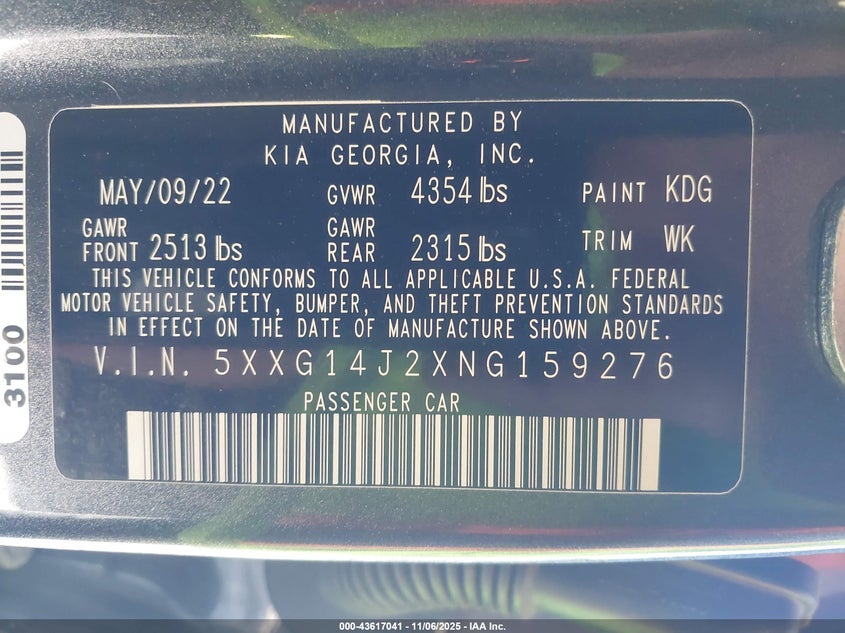 MANUFACTURED BY
KIA GEORGIA, INC.
MAY/09/22 GVWR 4354 lbs PAINT KDG
GAWR FRONT 2513 lbs GAWR REAR 2315 lbs TRIM WK
THIS VEHICLE CONFORMS TO ALL APPLICABLE U.S.A. FEDERAL
MOTOR VEHICLE SAFETY, BUMPER, AND THEFT PREVENTION STANDARDS
IN EFFECT ON THE DATE OF MANUFACTURE SHOWN ABOVE.
V.I.N. 5XXG14J2XNG159276
PASSENGER CAR
3100
000-43617041 - 11/06/2025 - IAA Inc.